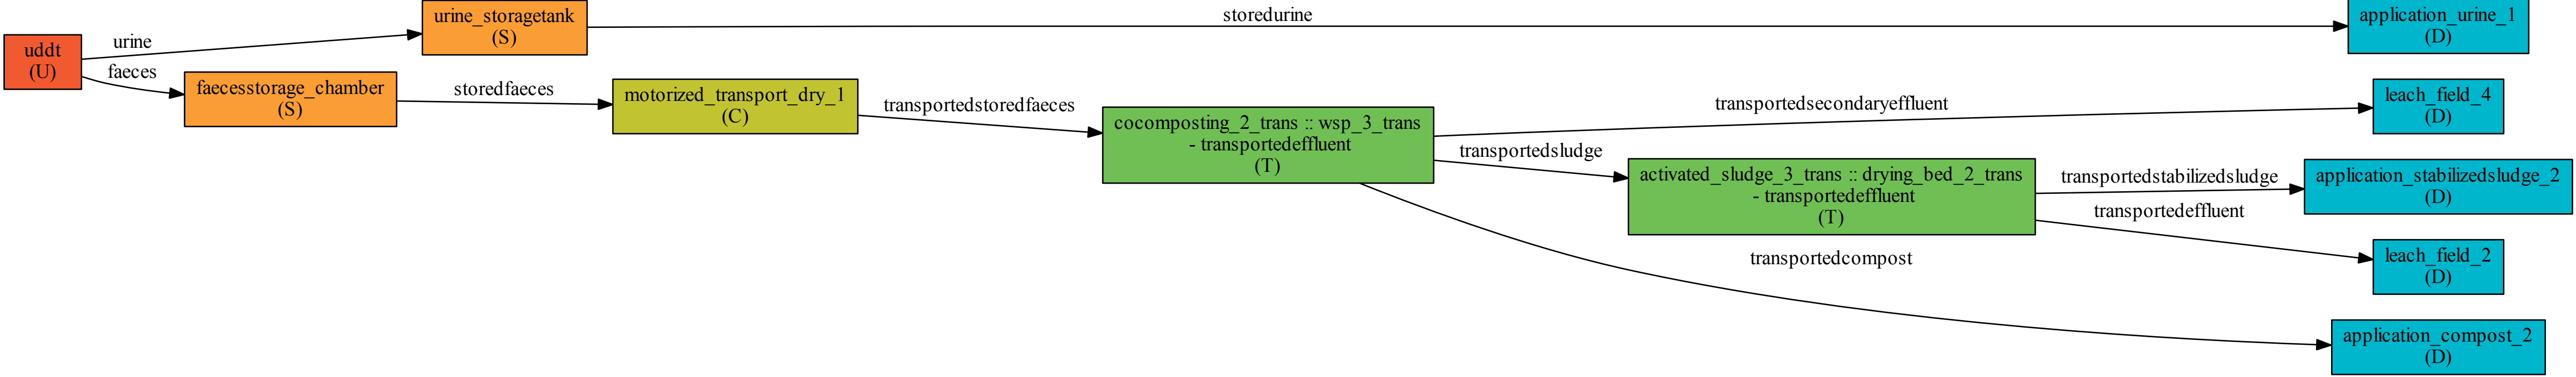 uddt
(U)
urine
faeces
urine_storagetank
(S)
storedurine
application_urine_1
(D)
faecesstorage_chamber
(S)
storedfaeces
motorized_transport_dry_1
(C)
transportedstoredfaeces
cocomposting_2_trans :: wsp_3_trans
- transportedeffluent
(T)
transportedsecondaryeffluent
leach_field_4
(D)
transportedsludge
activated_sludge_3_trans :: drying_bed_2_trans
- transportedeffluent
(T)
transportedstabilizedsludge
application_stabilizedsludge_2
(D)
transportedeffluent
leach_field_2
(D)
transportedcompost
application_compost_2
(D)